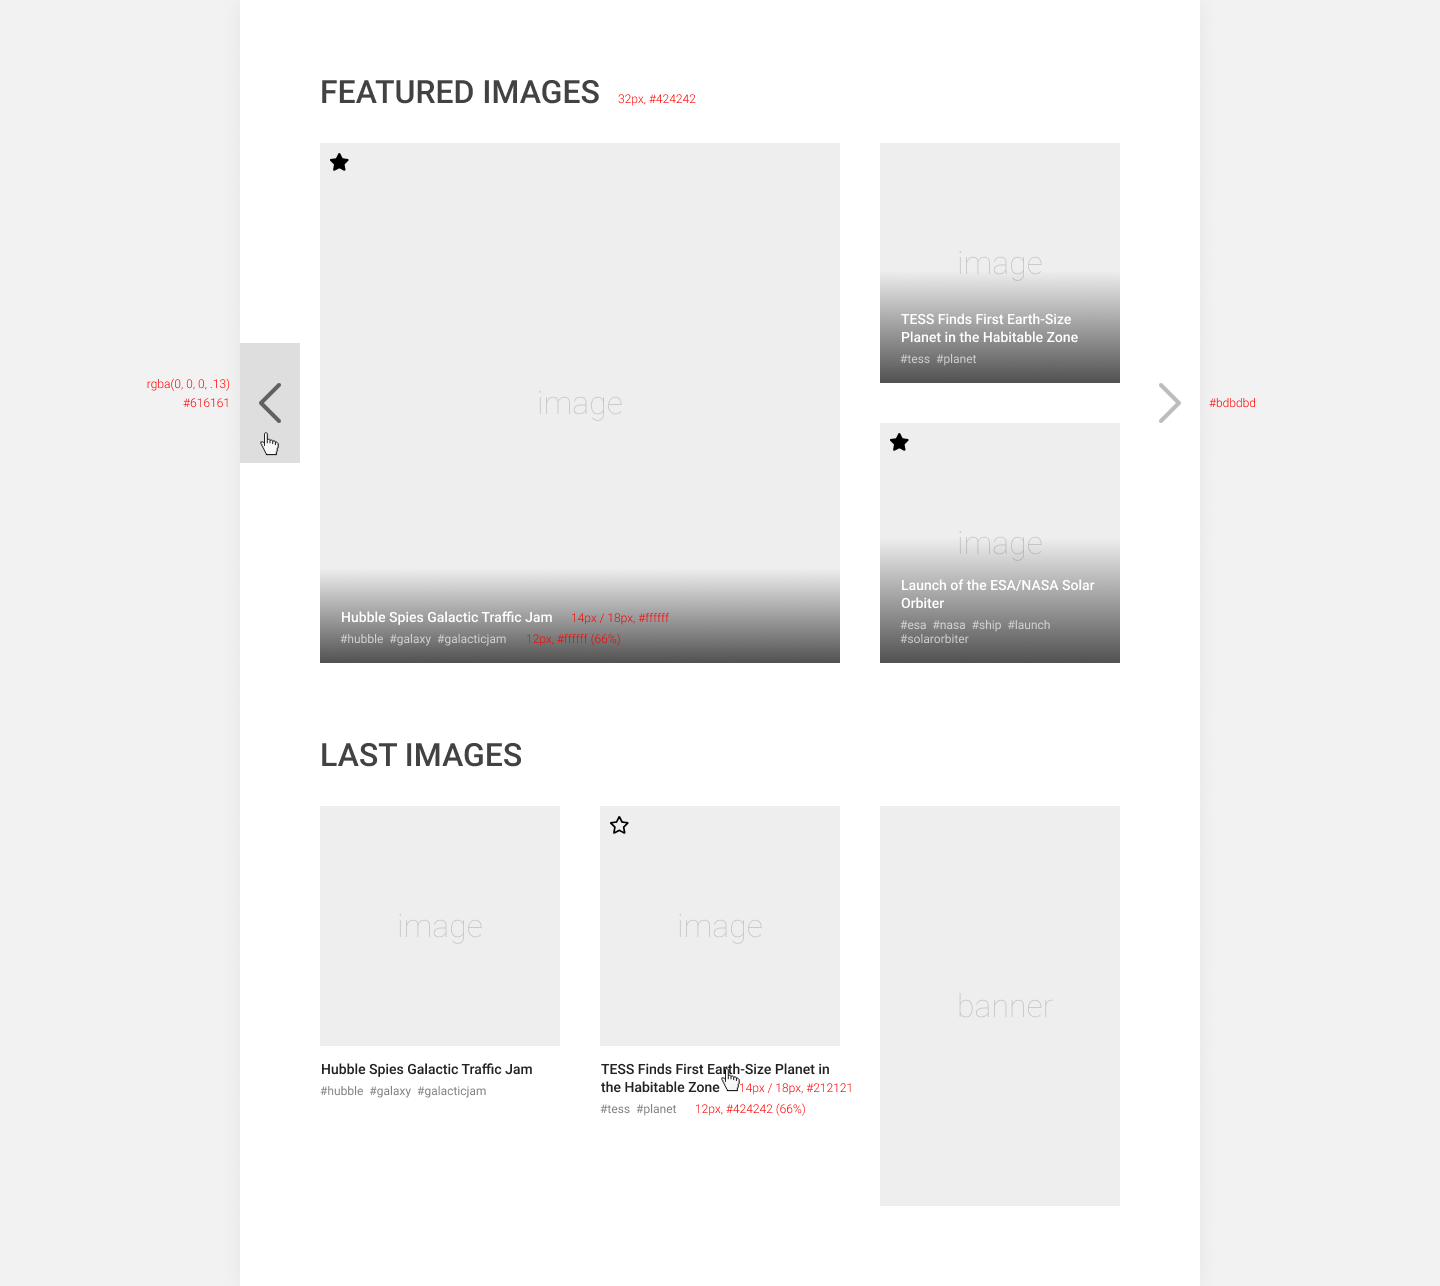 FEATURED IMAGES 32px, #424242
image
TESS Finds First Earth-Size
Planet in the Habitable Zone
#tess #planet
rgba(0, 0, 0, .13)
#616161
image
#bdbdbd
image
Launch of the ESA/NASA Solar
Orbiter
#esa #nasa #ship #launch
#solarorbiter
Hubble Spies Galactic Traffic Jam 14px / 18px, #ffffff
#hubble #galaxy #galacticjam 12px, #ffffff (66%)
LAST IMAGES
image
image
banner
Hubble Spies Galactic Traffic Jam
#hubble #galaxy #galacticjam
TESS Finds First Earth-Size Planet in
the Habitable Zone 14px / 18px, #212121
#tess #planet 12px, #424242 (66%)